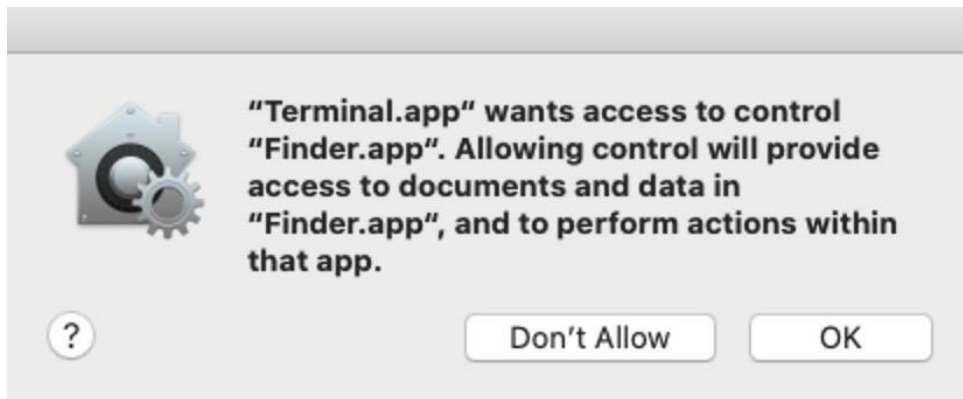 “Terminal.app“ wants access to control
“Finder.app“. Allowing control will provide
access to documents and data in
“Finder.app“, and to perform actions within
that app.
?
Don’t Allow
OK